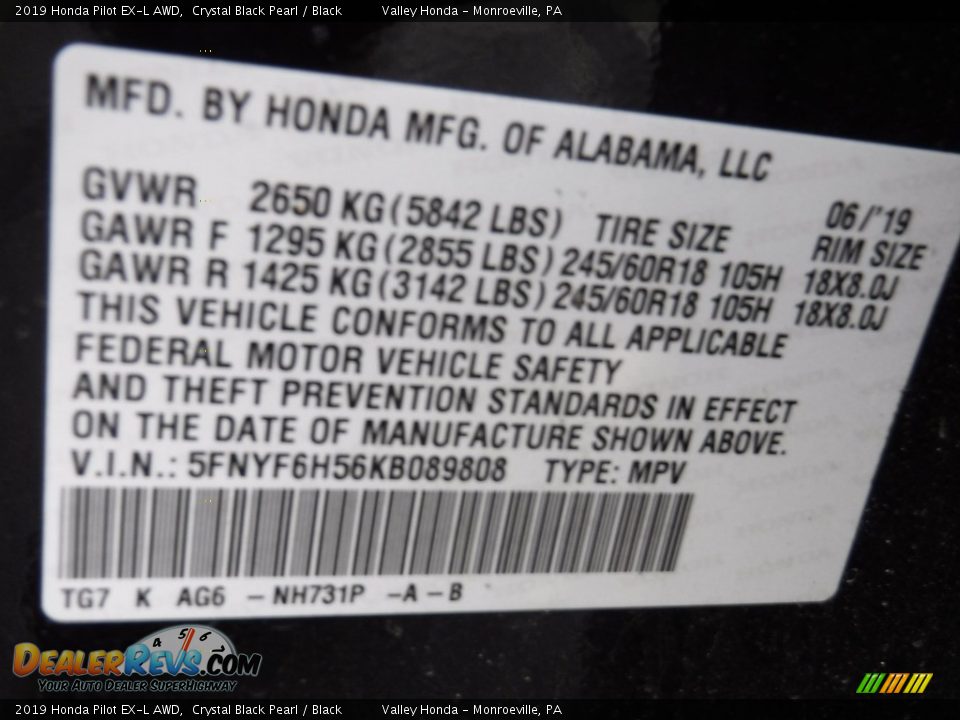 2019 Honda Pilot EX-L AWD, Crystal Black Pearl / Black Valley Honda - Monroeville, PA
MFD. BY HONDA MFG. OF ALABAMA, LLC
GVWR 2650 KG (5842 LBS) TIRE SIZE 06/'19
GAWR F 1295 KG (2855 LBS) 245/60R18 105H RIM SIZE 18X8.0J
GAWR R 1425 KG (3142 LBS) 245/60R18 105H 18X8.0J
THIS VEHICLE CONFORMS TO ALL APPLICABLE
FEDERAL MOTOR VEHICLE SAFETY
AND THEFT PREVENTION STANDARDS IN EFFECT
ON THE DATE OF MANUFACTURE SHOWN ABOVE.
V.I.N.: 5FNYF6H56KB089808 TYPE: MPV
TG7 K AG6 - NH731P - A - B
4 5 6
DEALERREVS.COM
YOUR AUTO DEALER SUPERHIGHWAY
2019 Honda Pilot EX-L AWD, Crystal Black Pearl / Black Valley Honda - Monroeville, PA